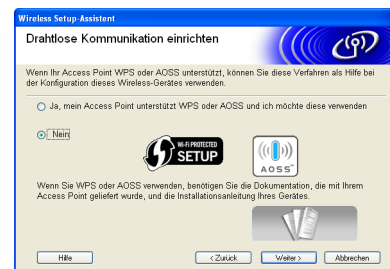 Wireless Setup-Assistent
Drahtlose Kommunikation einrichten
Wenn Ihr Access Point WPS oder AOSS unterstützt, können Sie diese Verfahren als Hilfe bei
der Konfiguration dieses Wireless-Gerätes verwenden.
Ja, mein Access Point unterstützt WPS oder AOSS und ich möchte diese verwenden
Nein
Wi-Fi PROTECTED
SETUP
AOSS™
Wenn Sie WPS oder AOSS verwenden, benötigen Sie die Dokumentation, die mit Ihrem
Access Point geliefert wurde, und die Installationsanleitung Ihres Gerätes.
Hilfe
< Zurück
Weiter >
Abbrechen